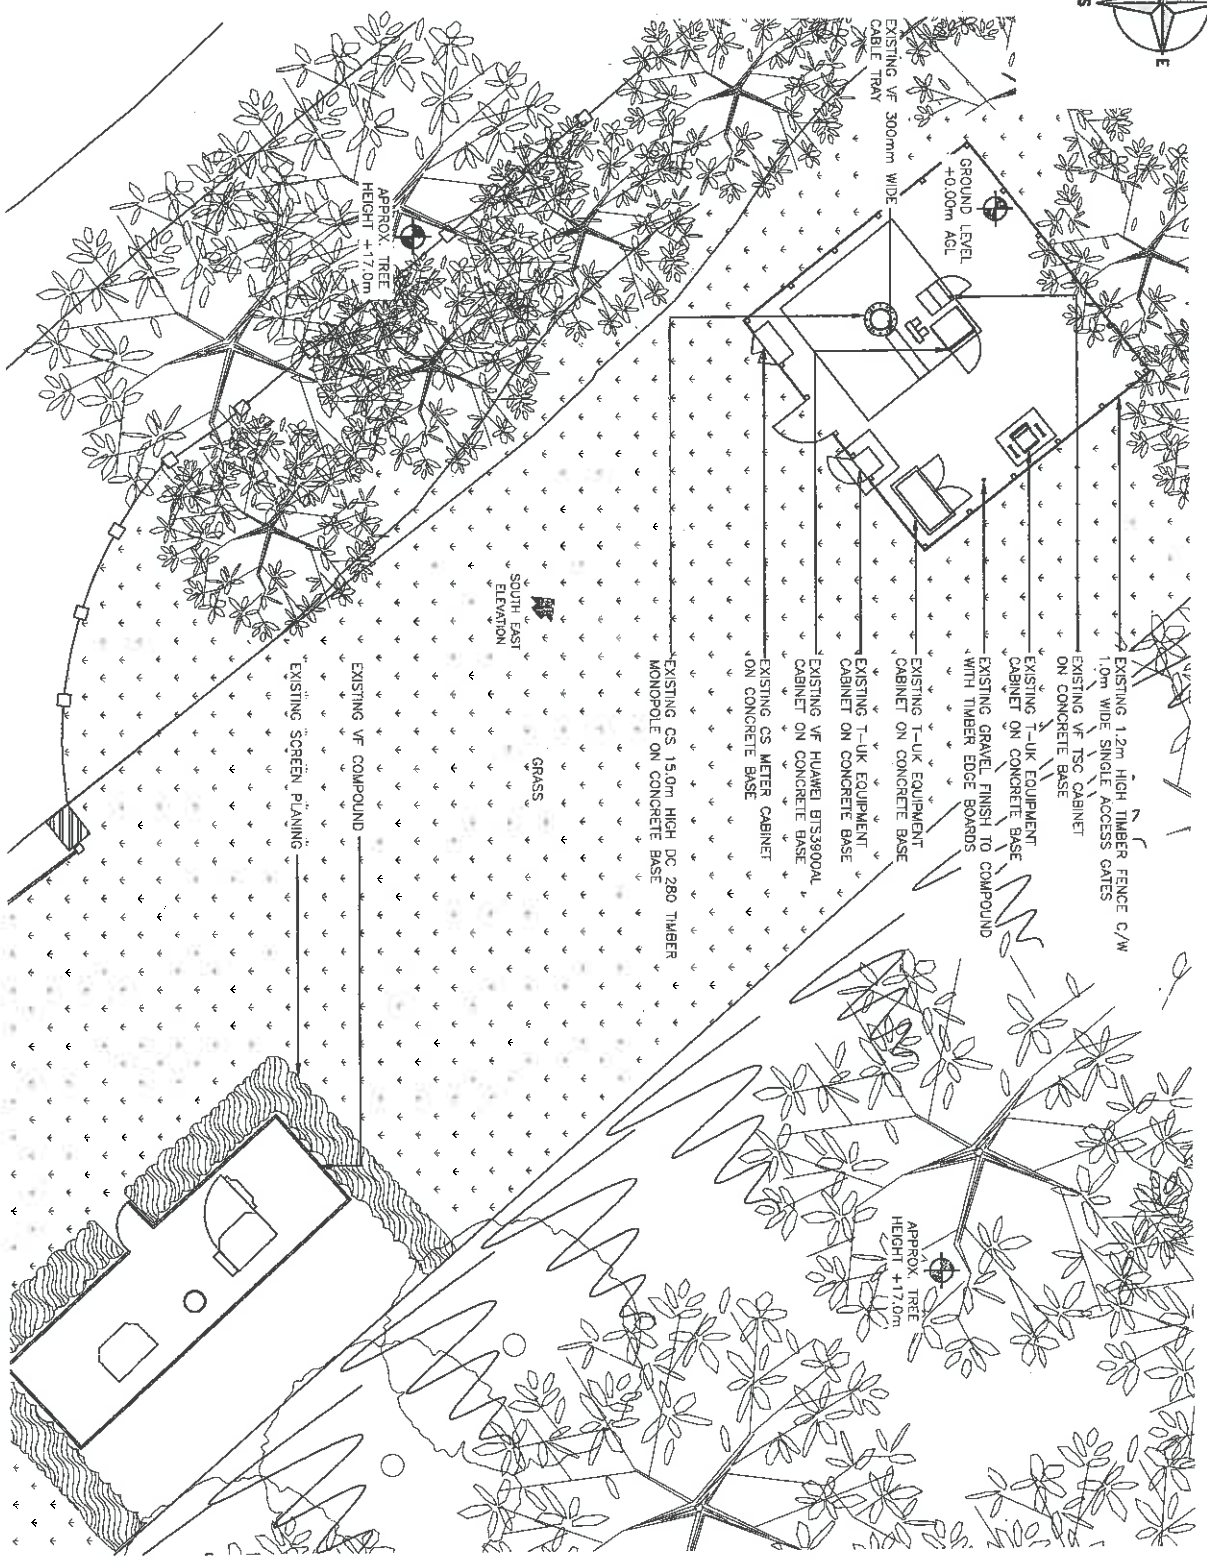 S
E
EXISTING VF 300mm WIDE
CABLE TRAY
GROUND LEVEL
+0.00m AGL
APPROX. TREE
HEIGHT +17.0m
EXISTING 1.2m HIGH TIMBER FENCE C/W
1.0m WIDE SINGLE ACCESS GATES
EXISTING VF TSC CABINET
ON CONCRETE BASE
EXISTING T-UK EQUIPMENT
CABINET ON CONCRETE BASE
EXISTING GRAVEL FINISH TO COMPOUND
WITH TIMBER EDGE BOARDS
EXISTING T-UK EQUIPMENT
CABINET ON CONCRETE BASE
EXISTING T-UK EQUIPMENT
CABINET ON CONCRETE BASE
EXISTING VF HUAWEI BTS3900AL
CABINET ON CONCRETE BASE
EXISTING CS METER CABINET
ON CONCRETE BASE
EXISTING CS 15.0m HIGH DC 280 TIMBER
MONOPOLE ON CONCRETE BASE
SOUTH EAST
ELEVATION
GRASS
EXISTING VF COMPOUND
EXISTING SCREEN PLANING
APPROX. TREE
HEIGHT +17.0m